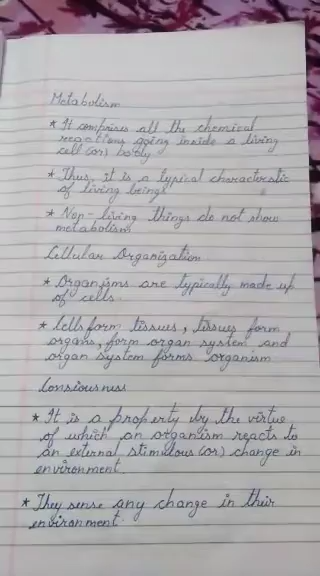 Metabolism
* It comprises all the chemical
reactions going inside a living
cell (or) body
* Thus, it is a typical characterstic
of living beings
* Non-living things do not show
metabolism
Cellular Organization
* Organisms are typically made up
of cells.
* Cells form tissues, tissues form
organs, form organ system and
organ system forms organism
Consiousness
* It is a property by the virtue
of which an organism reacts to
an external stimulous (or) change in
environment
* They sense any change in their
environment.